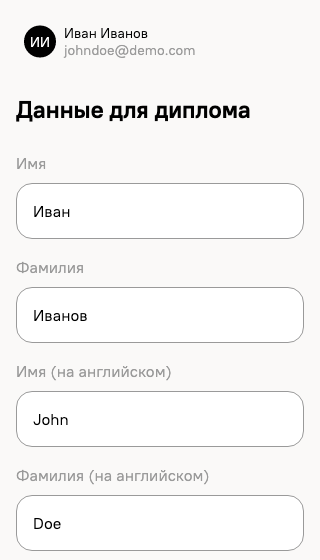 ИИ
Иван Иванов
johndoe@demo.com
Данные для диплома
Имя
Иван
Фамилия
Иванов
Имя (на английском)
John
Фамилия (на английском)
Doe